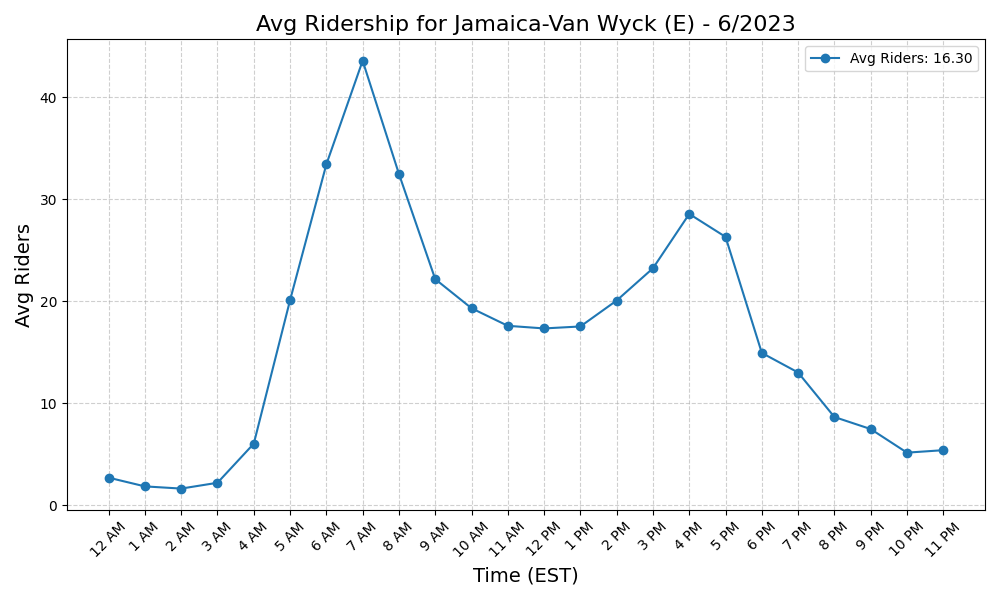 Avg Ridership for Jamaica-Van Wyck (E) - 6/2023
Avg Riders: 16.30
Avg Riders
40
30
20
10
0
12 AM
1 AM
2 AM
3 AM
4 AM
5 AM
6 AM
7 AM
8 AM
9 AM
10 AM
11 AM
12 PM
1 PM
2 PM
3 PM
4 PM
5 PM
6 PM
7 PM
8 PM
9 PM
10 PM
11 PM
Time (EST)